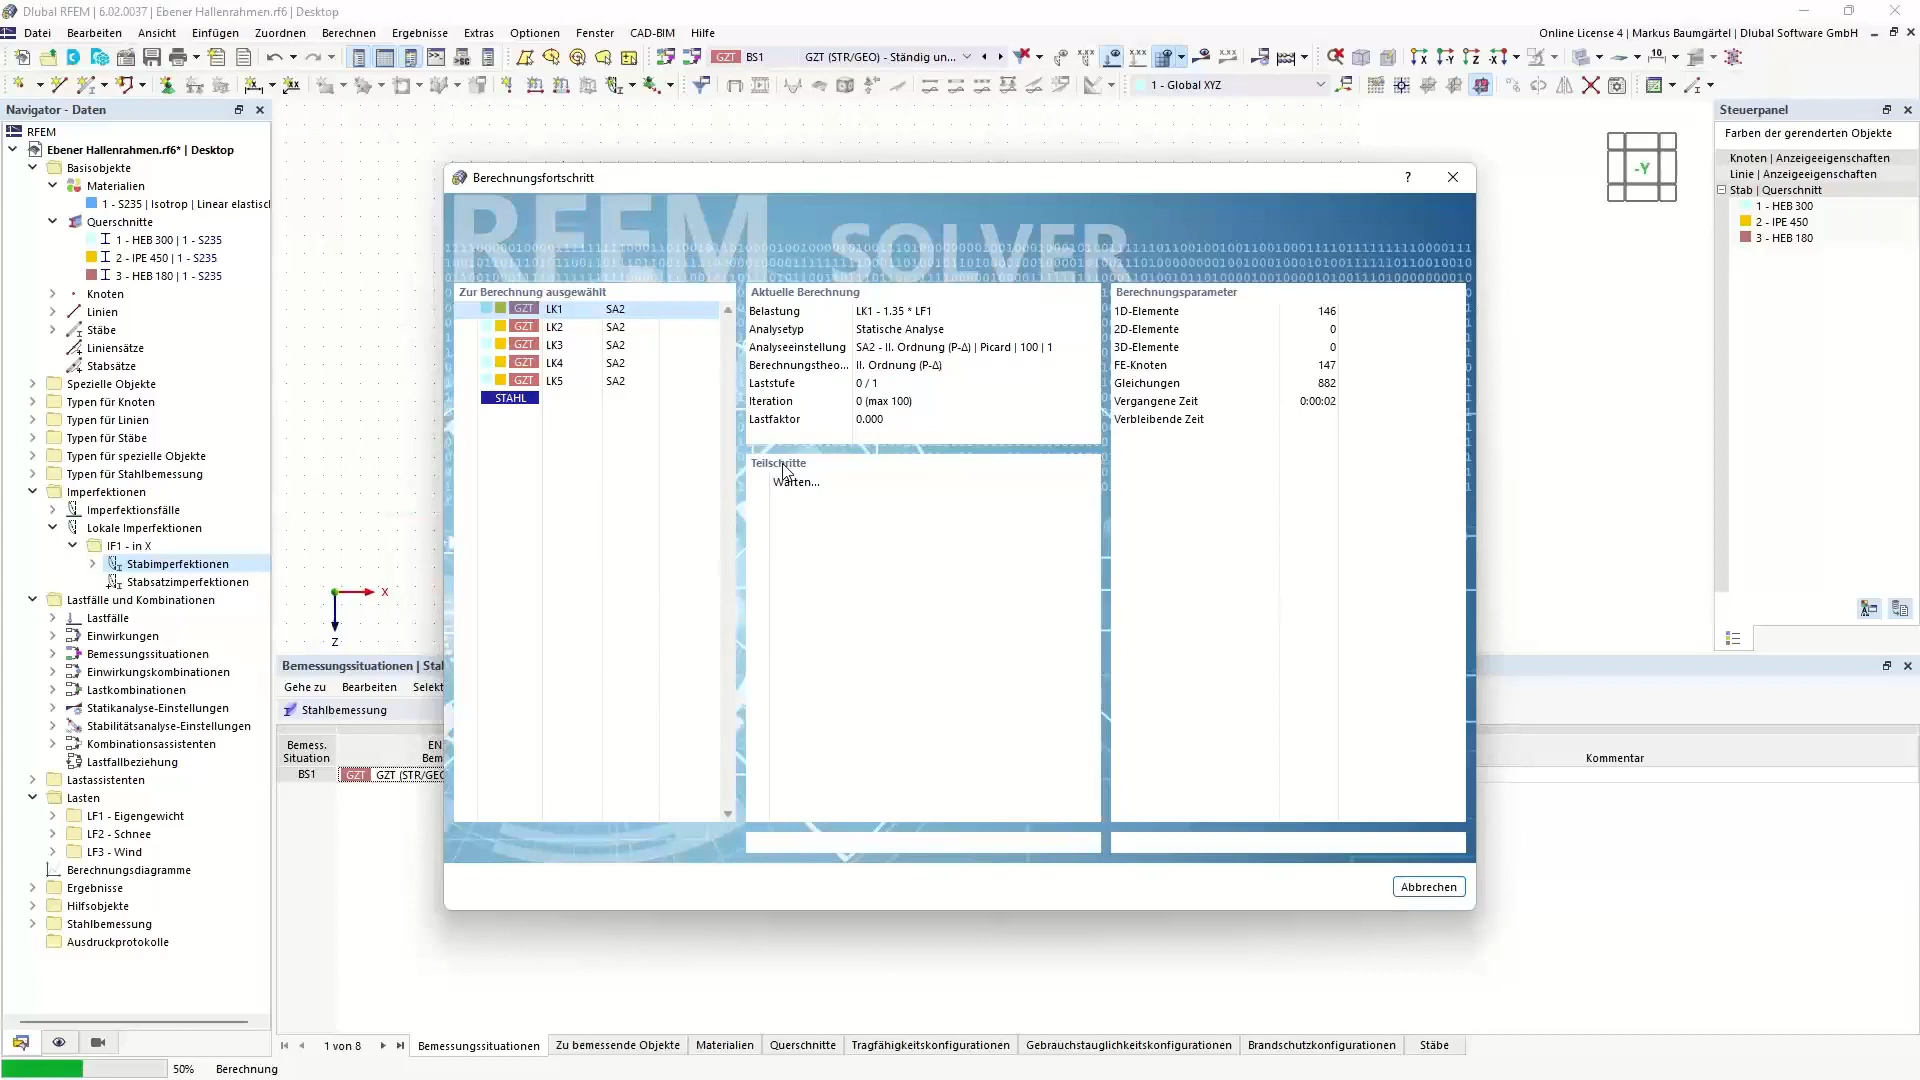 Dlubal RFEM | 6.02.0037 | Ebener Hallenrahmen.rf6* | Desktop
Datei Bearbeiten Ansicht Einfügen Zuordnen Berechnen Ergebnisse Extras Optionen Fenster CAD-BIM Hilfe
Online License 4 | Markus Baumgärtel | Dlubal Software GmbH
GZT BS1 GZT (STR/GEO) - Ständig un...
1 - Global XYZ
Navigator - Daten
RFEM
Ebener Hallenrahmen.rf6* | Desktop
Basisobjekte
Materialien
1 - S235 | Isotrop | Linear elastisc
Querschnitte
1 - HEB 300 | 1 - S235
2 - IPE 450 | 1 - S235
3 - HEB 180 | 1 - S235
Knoten
Linien
Stäbe
Liniensätze
Stabsätze
Spezielle Objekte
Typen für Knoten
Typen für Linien
Typen für Stäbe
Typen für spezielle Objekte
Typen für Stahlbemessung
Imperfektionen
Imperfektionsfälle
Lokale Imperfektionen
IF1 - in X
Stabimperfektionen
Stabsatzimperfektionen
Lastfälle und Kombinationen
Lastfälle
Einwirkungen
Bemessungssituationen
Einwirkungskombinationen
Lastkombinationen
Statikanalyse-Einstellungen
Stabilitätsanalyse-Einstellungen
Kombinationsassistenten
Lastfallbeziehung
Lastassistenten
Lasten
LF1 - Eigengewicht
LF2 - Schnee
LF3 - Wind
Berechnungsdiagramme
Ergebnisse
Hilfsobjekte
Stahlbemessung
Ausdruckprotokolle
50% Berechnung
X
Z
Berechnungsfortschritt
RFEM SOLVER
Zur Berechnung ausgewählt
GZT LK1 SA2
GZT LK2 SA2
GZT LK3 SA2
GZT LK4 SA2
GZT LK5 SA2
STAHL
Aktuelle Berechnung
Belastung LK1 - 1.35 * LF1
Analysetyp Statische Analyse
Analyseeinstellung SA2 - II. Ordnung (P-Δ) | Picard | 100 | 1
Berechnungstheo... II. Ordnung (P-Δ)
Laststufe 0 / 1
Iteration 0 (max 100)
Lastfaktor 0.000
Teilschritte
Warten...
Berechnungsparameter
1D-Elemente 146
2D-Elemente 0
3D-Elemente 0
FE-Knoten 147
Gleichungen 882
Vergangene Zeit 0:00:02
Verbleibende Zeit
Abbrechen
Bemessungssituationen | Stal
Gehe zu Bearbeiten Selekt
Stahlbemessung
Bemess.
Situation
EN
Bem
Kommentar
BS1 GZT GZT (STR/GEO
1 von 8 Bemessungssituationen Zu bemessende Objekte Materialien Querschnitte Tragfähigkeitskonfigurationen Gebrauchstauglichkeitskonfigurationen Brandschutzkonfigurationen Stäbe
Steuerpanel
Farben der gerenderten Objekte
Knoten | Anzeigeeigenschaften
Linie | Anzeigeeigenschaften
Stab | Querschnitt
1 - HEB 300
2 - IPE 450
3 - HEB 180
-Y